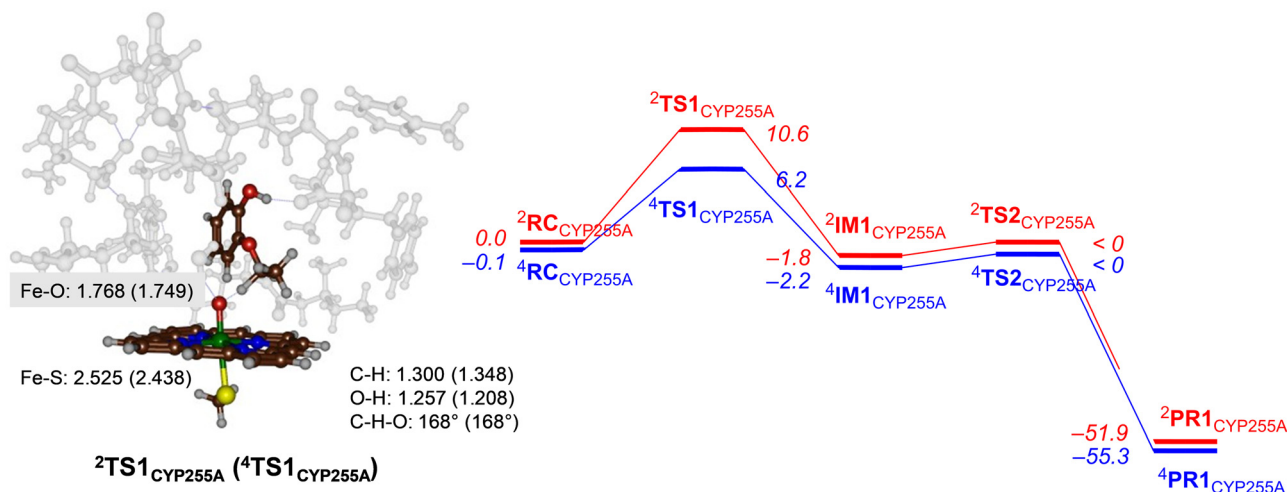 Fe-O: 1.768 (1.749)
Fe-S: 2.525 (2.438)
C-H: 1.300 (1.348)
O-H: 1.257 (1.208)
C-H-O: 168° (168°)
²TS1CYP255A (⁴TS1CYP255A)
²TS1CYP255A
10.6
6.2
⁴TS1CYP255A
0.0
²RCCYP255A
–0.1
⁴RCCYP255A
²IM1CYP255A
–1.8
–2.2
⁴IM1CYP255A
²TS2CYP255A
< 0
< 0
⁴TS2CYP255A
²PR1CYP255A
–51.9
–55.3
⁴PR1CYP255A